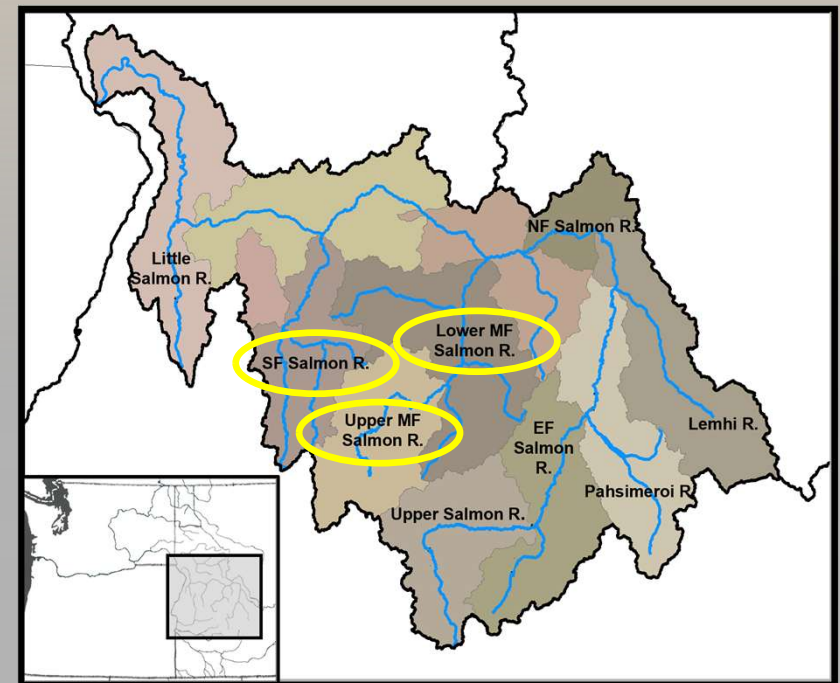 NF Salmon R.
Little
Salmon R.
Lower MF
Salmon R.
SF Salmon R.
Upper MF
Salmon R.
EF
Salmon
R.
Lemhi R.
Pahsimeroi R.
Upper Salmon R.